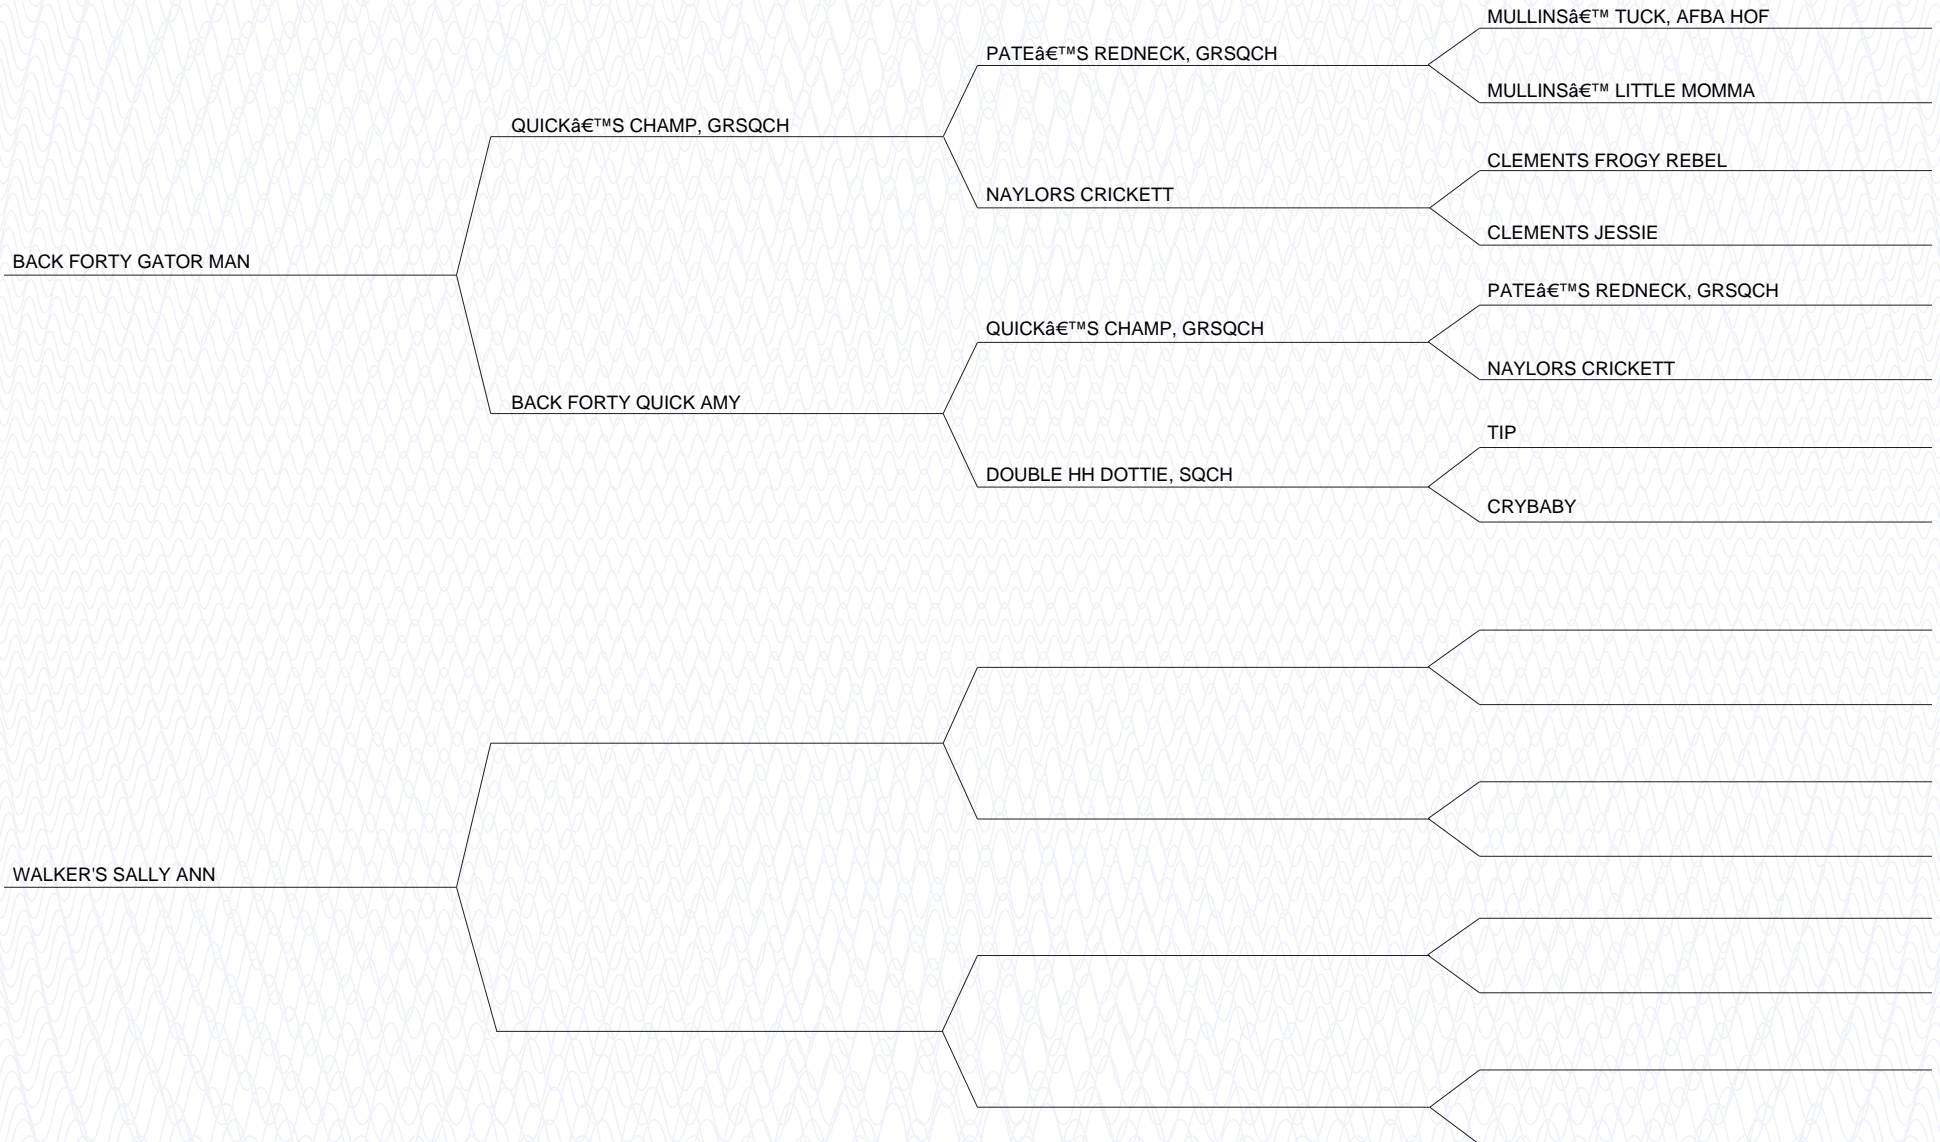 MULLINSâ€™ TUCK, AFBA HOF
PATEâ€™S REDNECK, GRSQCH
MULLINSâ€™ LITTLE MOMMA
QUICKâ€™S CHAMP, GRSQCH
CLEMENTS FROGY REBEL
NAYLORS CRICKETT
CLEMENTS JESSIE
BACK FORTY GATOR MAN
PATEâ€™S REDNECK, GRSQCH
QUICKâ€™S CHAMP, GRSQCH
NAYLORS CRICKETT
BACK FORTY QUICK AMY
TIP
DOUBLE HH DOTTIE, SQCH
CRYBABY
WALKER'S SALLY ANN